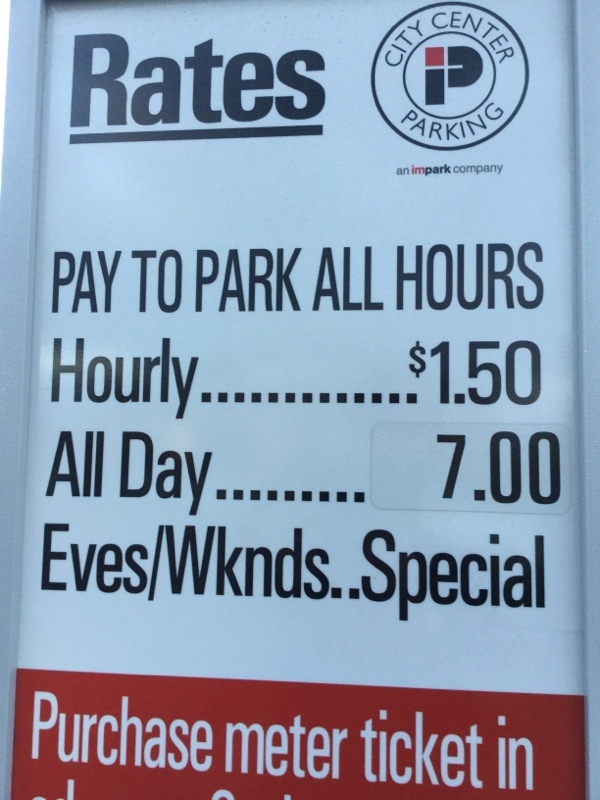 Rates
CITY CENTER
P
PARKING
an impark company
PAY TO PARK ALL HOURS
Hourly.............$1.50
All Day......... 7.00
Eves/Wknds..Special
Purchase meter ticket in